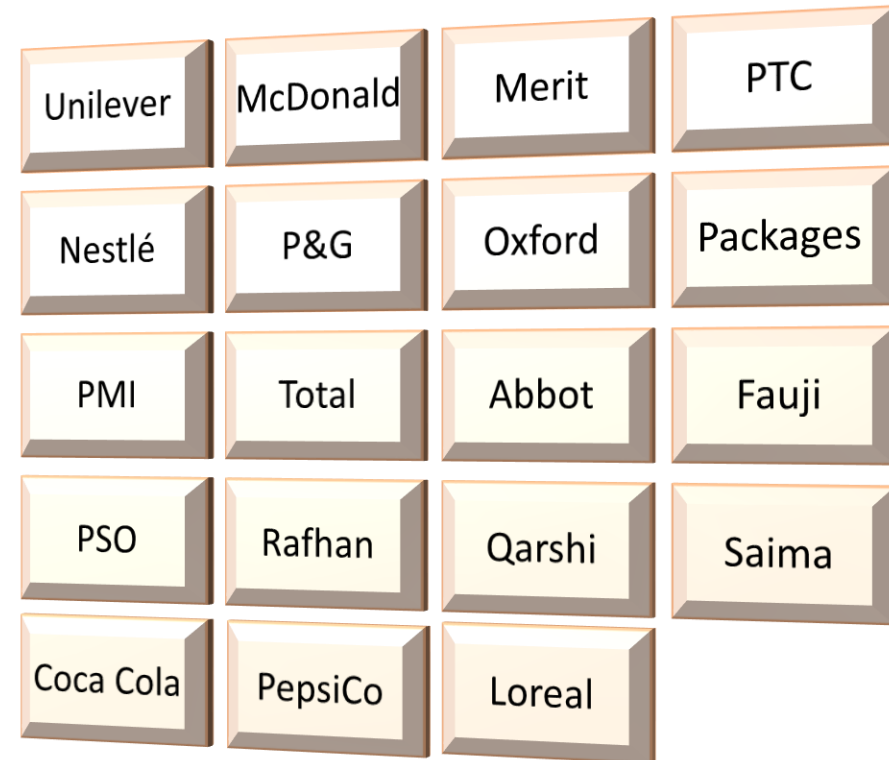 Unilever
McDonald
Merit
PTC
Nestlé
P&G
Oxford
Packages
PMI
Total
Abbot
Fauji
PSO
Rafhan
Qarshi
Saima
Coca Cola
PepsiCo
Loreal